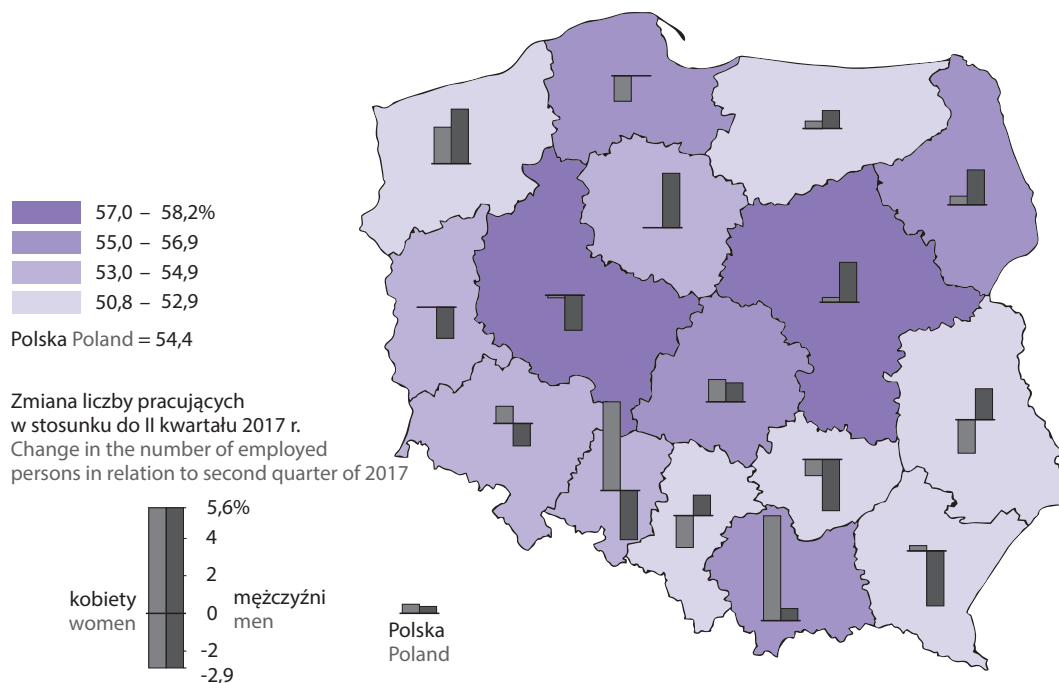 57,0 – 58,2%
55,0 – 56,9
53,0 – 54,9
50,8 – 52,9
Polska Poland = 54,4
Zmiana liczby pracujących
w stosunku do II kwartału 2017 r.
Change in the number of employed
persons in relation to second quarter of 2017
5,6%
4
2
0
-2
-2,9
kobiety
women
mężczyźni
men
Polska
Poland